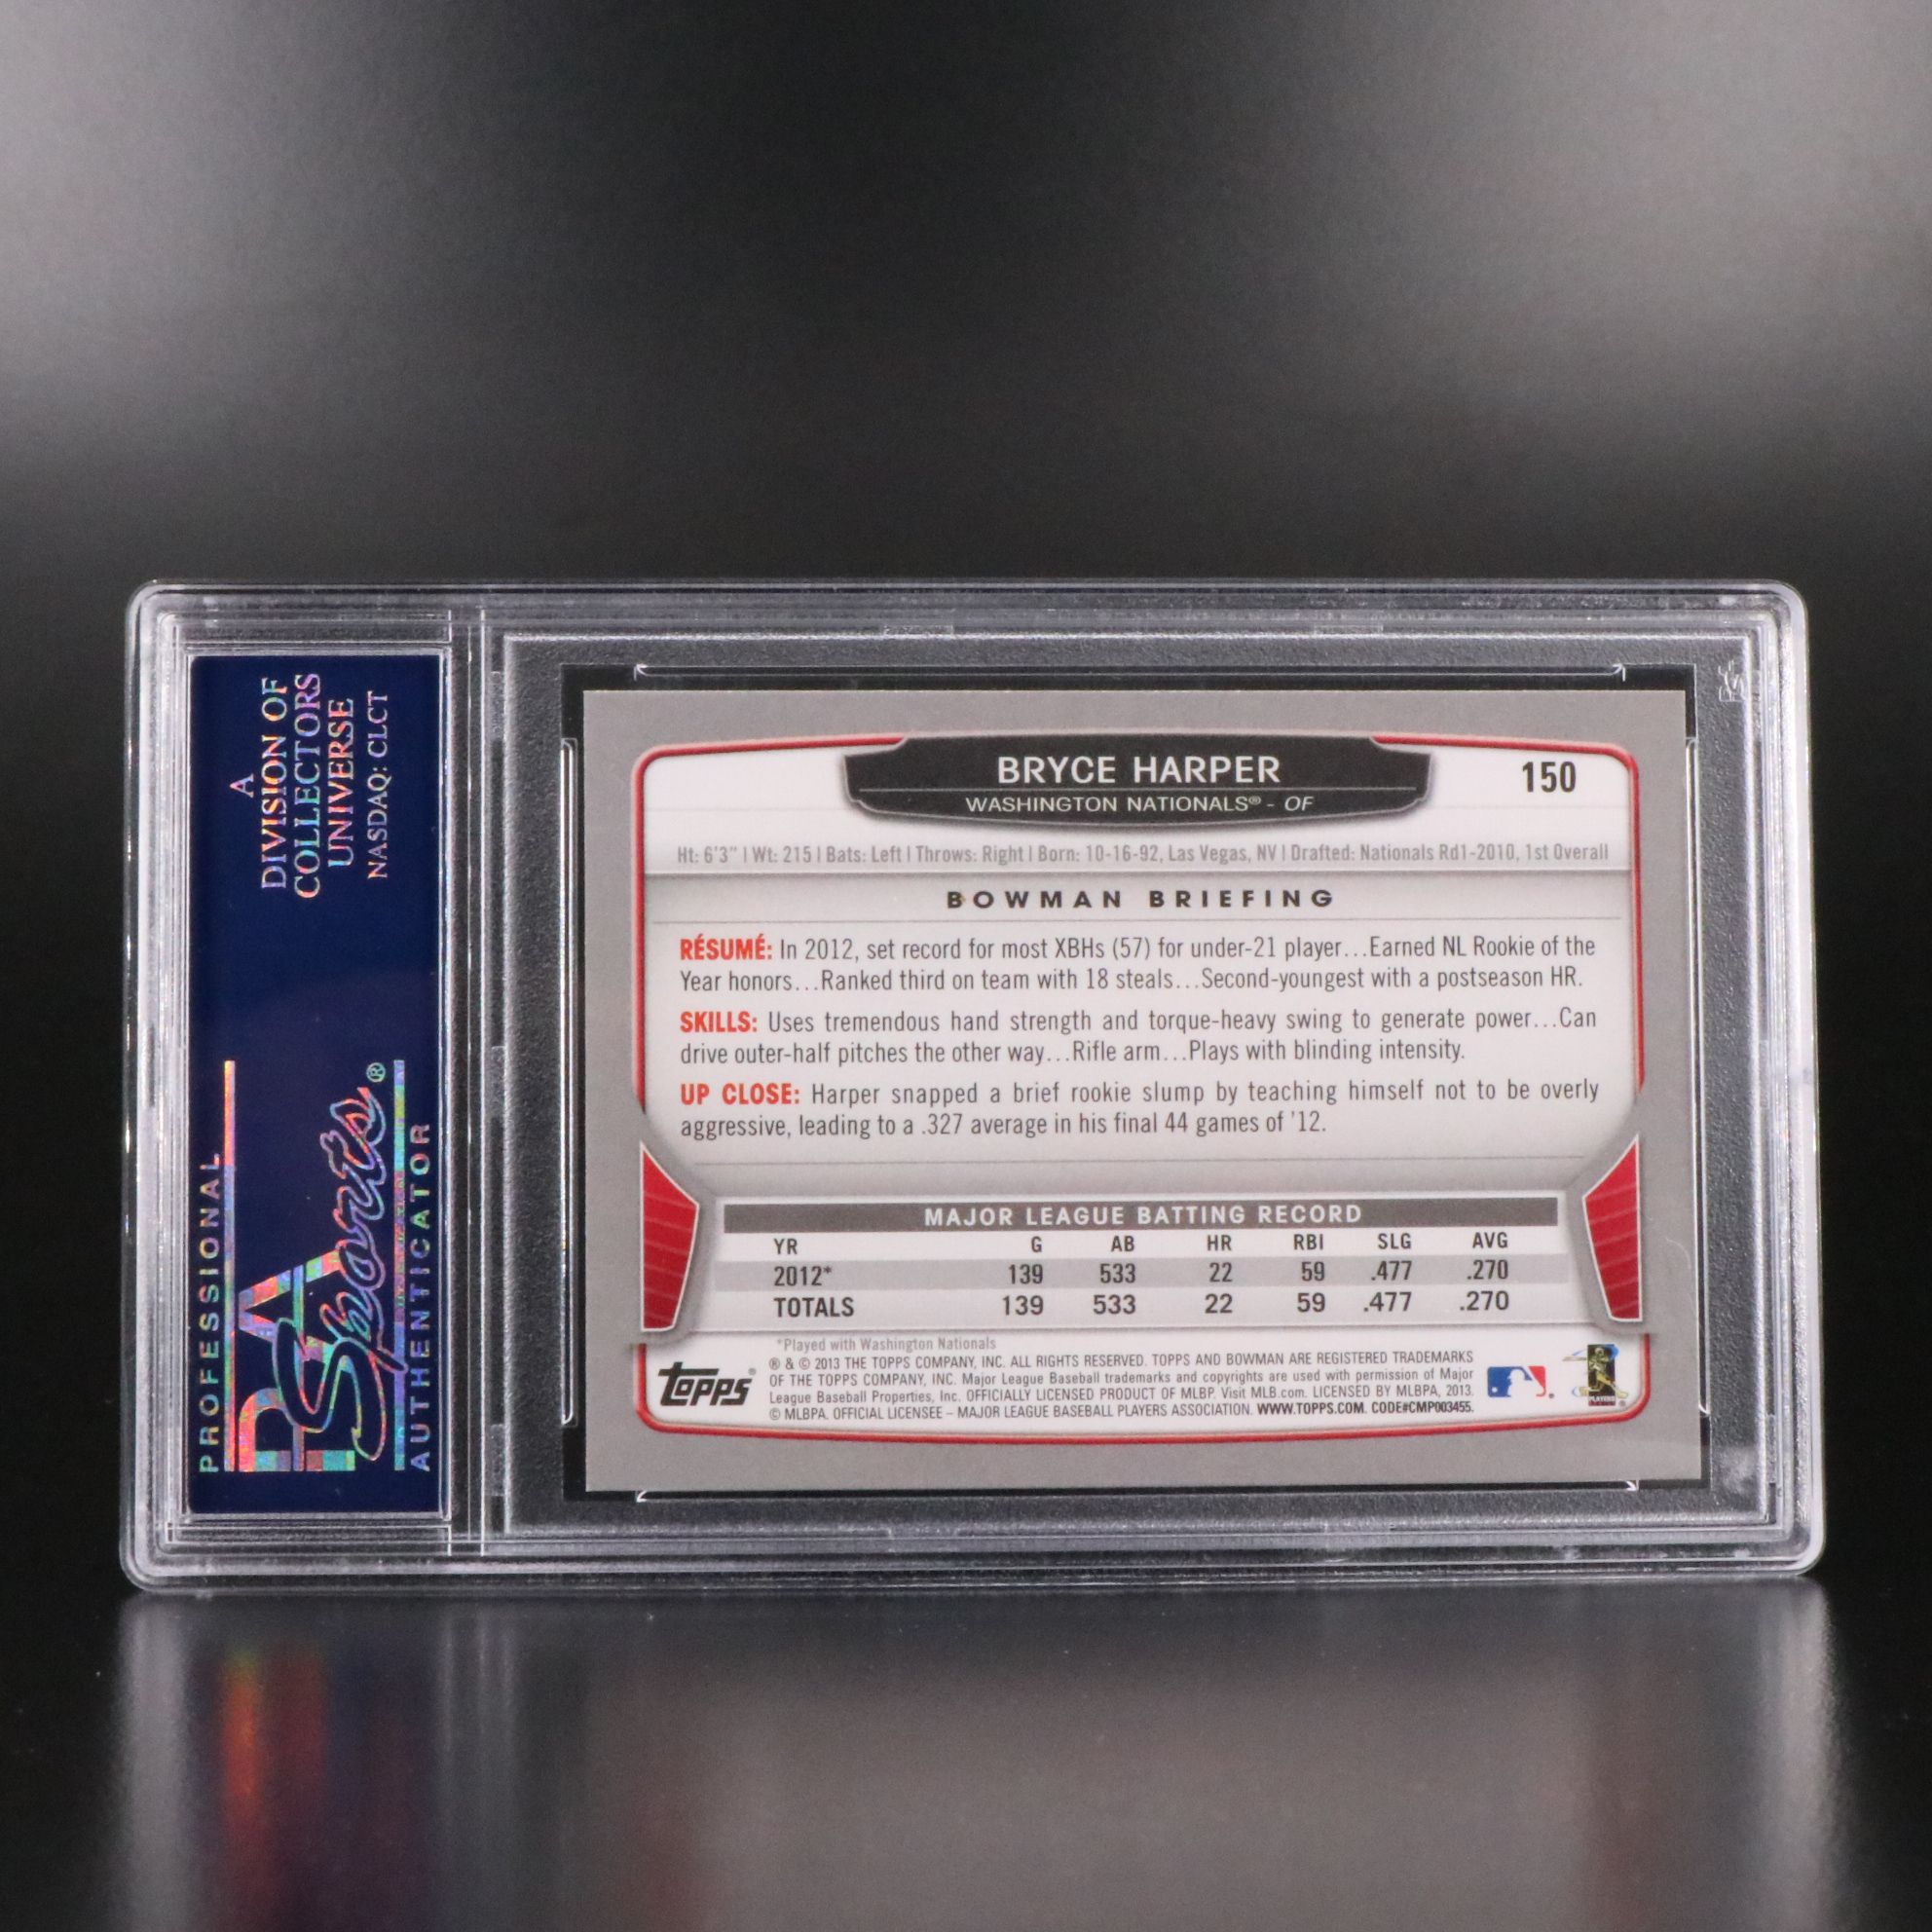 A
DIVISION OF
COLLECTORS
UNIVERSE
NASDAQ: CLCT
PROFESSIONAL
PSA
Sports®
AUTHENTICATOR
BRYCE HARPER
WASHINGTON NATIONALS® - OF
150
Ht: 6'3" | Wt: 215 | Bats: Left | Throws: Right | Born: 10-16-92, Las Vegas, NV | Drafted: Nationals Rd1-2010, 1st Overall
BOWMAN BRIEFING
RÉSUMÉ: In 2012, set record for most XBHs (57) for under-21 player...Earned NL Rookie of the
Year honors...Ranked third on team with 18 steals...Second-youngest with a postseason HR.
SKILLS: Uses tremendous hand strength and torque-heavy swing to generate power...Can
drive outer-half pitches the other way...Rifle arm...Plays with blinding intensity.
UP CLOSE: Harper snapped a brief rookie slump by teaching himself not to be overly
aggressive, leading to a .327 average in his final 44 games of '12.
MAJOR LEAGUE BATTING RECORD
YR G AB HR RBI SLG AVG
2012* 139 533 22 59 .477 .270
TOTALS 139 533 22 59 .477 .270
*Played with Washington Nationals
Topps®
® & © 2013 THE TOPPS COMPANY, INC. ALL RIGHTS RESERVED. TOPPS AND BOWMAN ARE REGISTERED TRADEMARKS
OF THE TOPPS COMPANY, INC. Major League Baseball trademarks and copyrights are used with permission of Major
League Baseball Properties, Inc. OFFICIALLY LICENSED PRODUCT OF MLBP. Visit MLB.com. LICENSED BY MLBPA, 2013.
© MLBPA. OFFICIAL LICENSEE – MAJOR LEAGUE BASEBALL PLAYERS ASSOCIATION. WWW.TOPPS.COM. CODE#CMP003455.